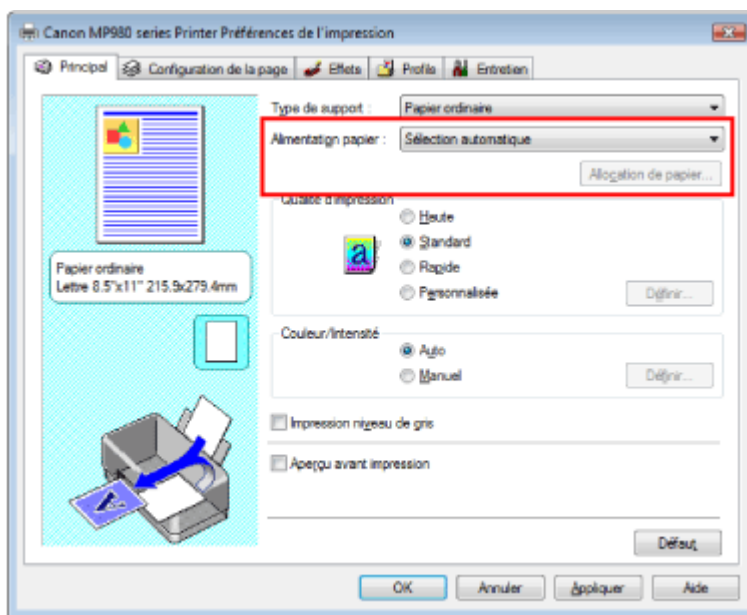 Canon MP980 series Printer Préférences de l'impression
Principal Configuration de la page Effets Profils Entretien
Type de support : Papier ordinaire
Alimentation papier : Sélection automatique
Allocation de papier...
Qualité d'impression
Haute
Standard
Rapide
Personnalisée Définir...
Papier ordinaire
Lettre 8.5"x11" 215.9x279.4mm
Couleur/Intensité
Auto
Manuel Définir...
Impression niveau de gris
Aperçu avant impression
Défaut
OK Annuler Appliquer Aide